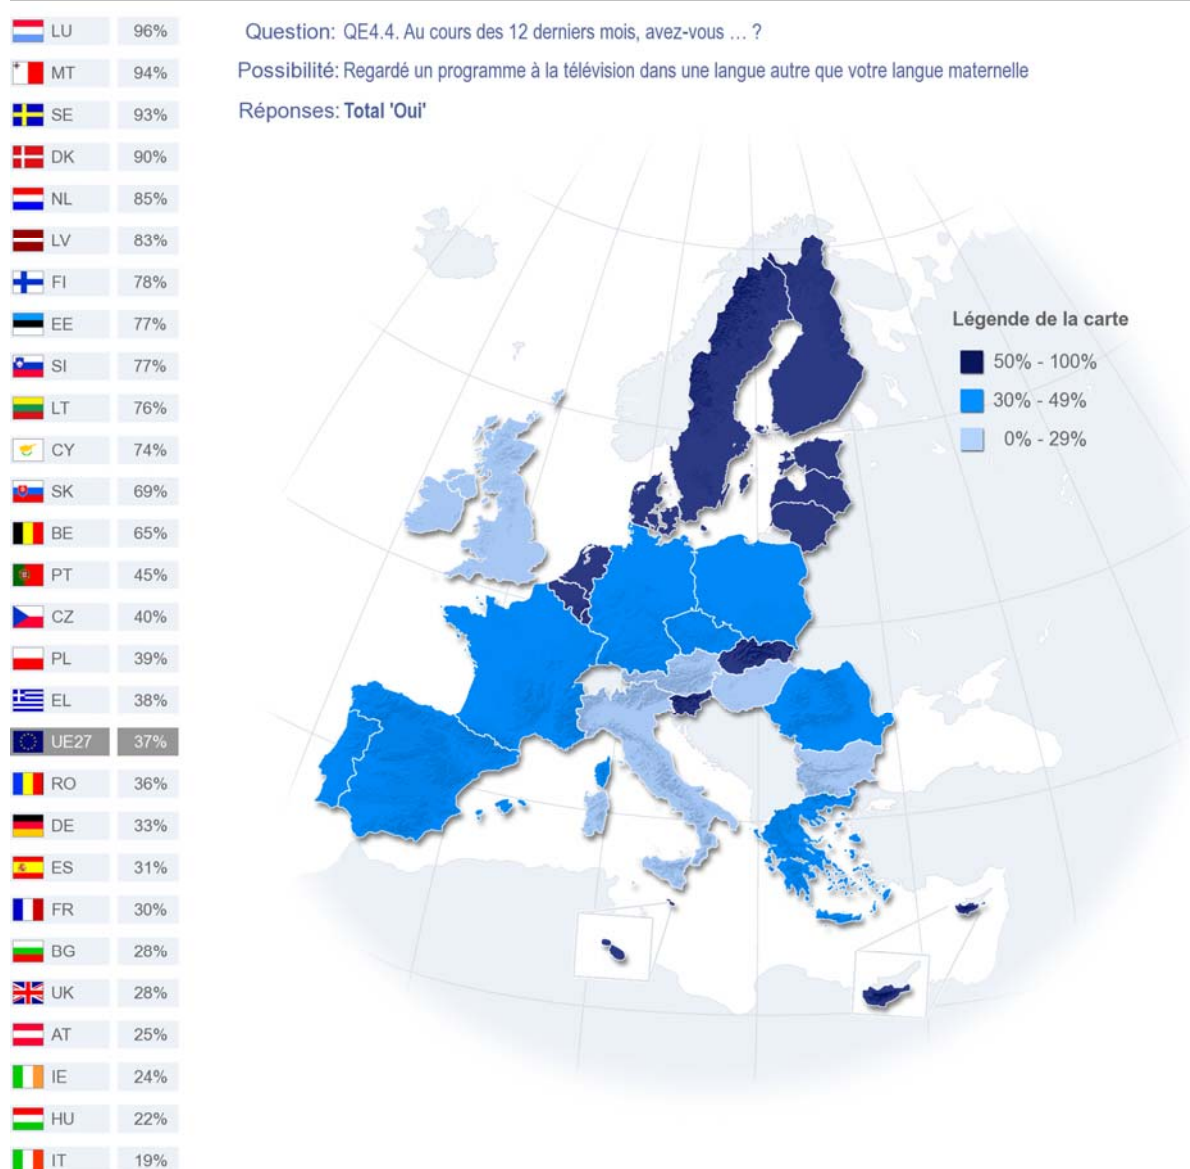 Question: QE4.4. Au cours des 12 derniers mois, avez-vous … ?
Possibilité: Regardé un programme à la télévision dans une langue autre que votre langue maternelle
Réponses: Total 'Oui'
LU 96%
MT 94%
SE 93%
DK 90%
NL 85%
LV 83%
FI 78%
EE 77%
SI 77%
LT 76%
CY 74%
SK 69%
BE 65%
PT 45%
CZ 40%
PL 39%
EL 38%
UE27 37%
RO 36%
DE 33%
ES 31%
FR 30%
BG 28%
UK 28%
AT 25%
IE 24%
HU 22%
IT 19%
Légende de la carte
50% - 100%
30% - 49%
0% - 29%